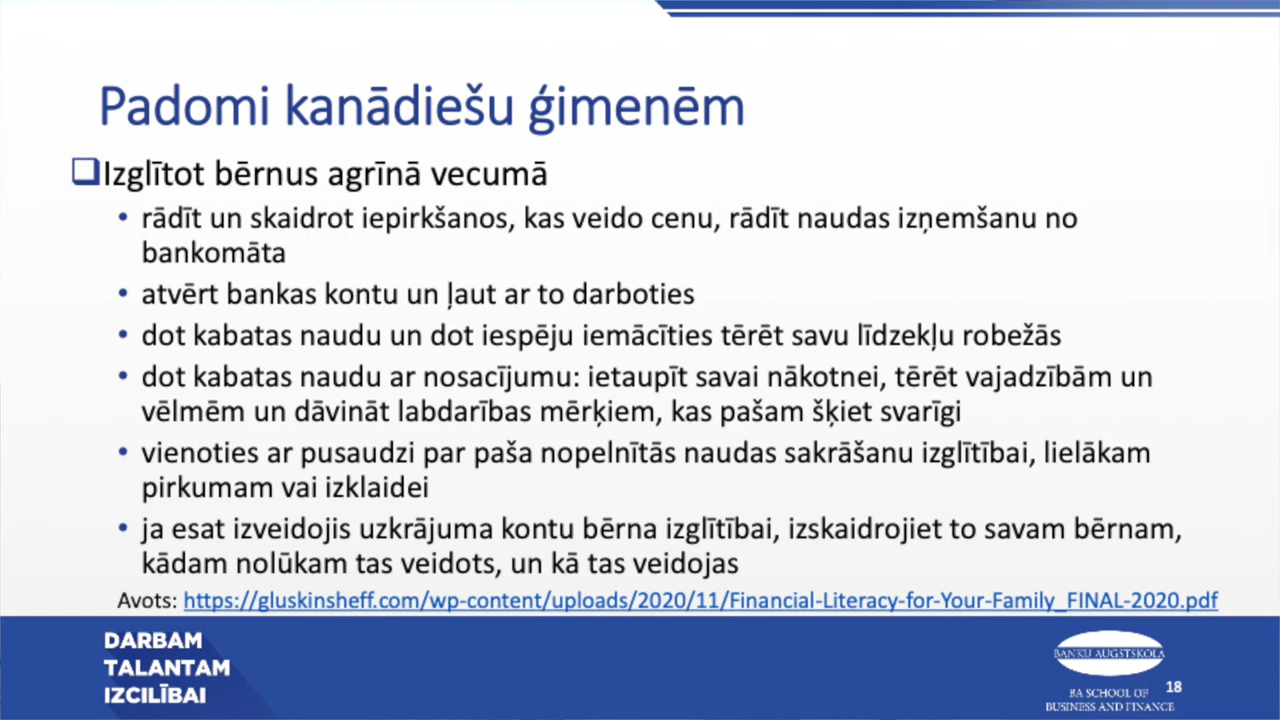 Padomi kanādiešu ģimenēm
Izglītot bērnus agrīnā vecumā
• rādīt un skaidrot iepirkšanos, kas veido cenu, rādīt naudas izņemšanu no
bankomāta
• atvērt bankas kontu un ļaut ar to darboties
• dot kabatas naudu un dot iespēju iemācīties tērēt savu līdzekļu robežās
• dot kabatas naudu ar nosacījumu: ietaupīt savai nākotnei, tērēt vajadzībām un
vēlmēm un dāvināt labdarības mērķiem, kas pašam šķiet svarīgi
• vienoties ar pusaudzi par paša nopelnītās naudas sakrāšanu izglītībai, lielākam
pirkumam vai izklaidei
• ja esat izveidojis uzkrājuma kontu bērna izglītībai, izskaidrojiet to savam bērnam,
kādam nolūkam tas veidots, un kā tas veidojas
Avots: https://gluskinsheff.com/wp-content/uploads/2020/11/Financial-Literacy-for-Your-Family_FINAL-2020.pdf
DARBAM
TALANTAM
IZCILĪBAI
BANKU AUGSTSKOLA
BA SCHOOL OF
BUSINESS AND FINANCE
18